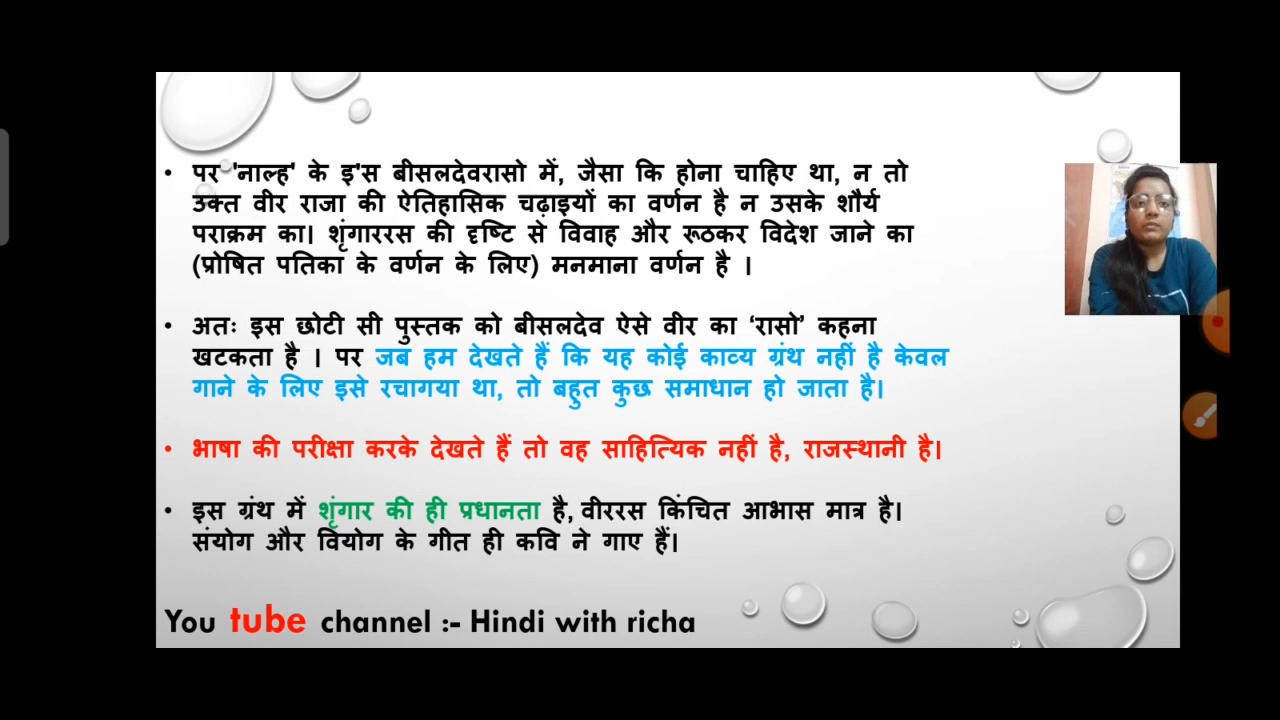 • पर 'नाल्ह' के इ'स बीसलदेवरासो में, जैसा कि होना चाहिए था, न तो
उक्त वीर राजा की ऐतिहासिक चढ़ाइयों का वर्णन है न उसके शौर्य
पराक्रम का। शृंगाररस की दृष्टि से विवाह और रूठकर विदेश जाने का
(प्रोषित पतिका के वर्णन के लिए) मनमाना वर्णन है ।
• अतः इस छोटी सी पुस्तक को बीसलदेव ऐसे वीर का ‘रासो’ कहना
खटकता है । पर जब हम देखते हैं कि यह कोई काव्य ग्रंथ नहीं है केवल
गाने के लिए इसे रचागया था, तो बहुत कुछ समाधान हो जाता है।
• भाषा की परीक्षा करके देखते हैं तो वह साहित्यिक नहीं है, राजस्थानी है।
• इस ग्रंथ में शृंगार की ही प्रधानता है, वीररस किंचित आभास मात्र है।
संयोग और वियोग के गीत ही कवि ने गाए हैं।
You tube channel :- Hindi with richa